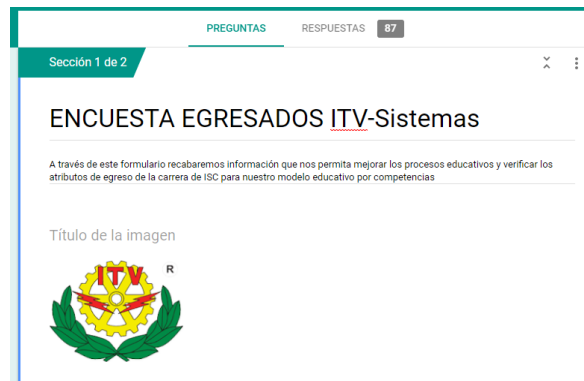 PREGUNTAS RESPUESTAS 87
Sección 1 de 2
ENCUESTA EGRESADOS ITV-Sistemas
A través de este formulario recabaremos información que nos permita mejorar los procesos educativos y verificar los
atributos de egreso de la carrera de ISC para nuestro modelo educativo por competencias
Título de la imagen
ITV R